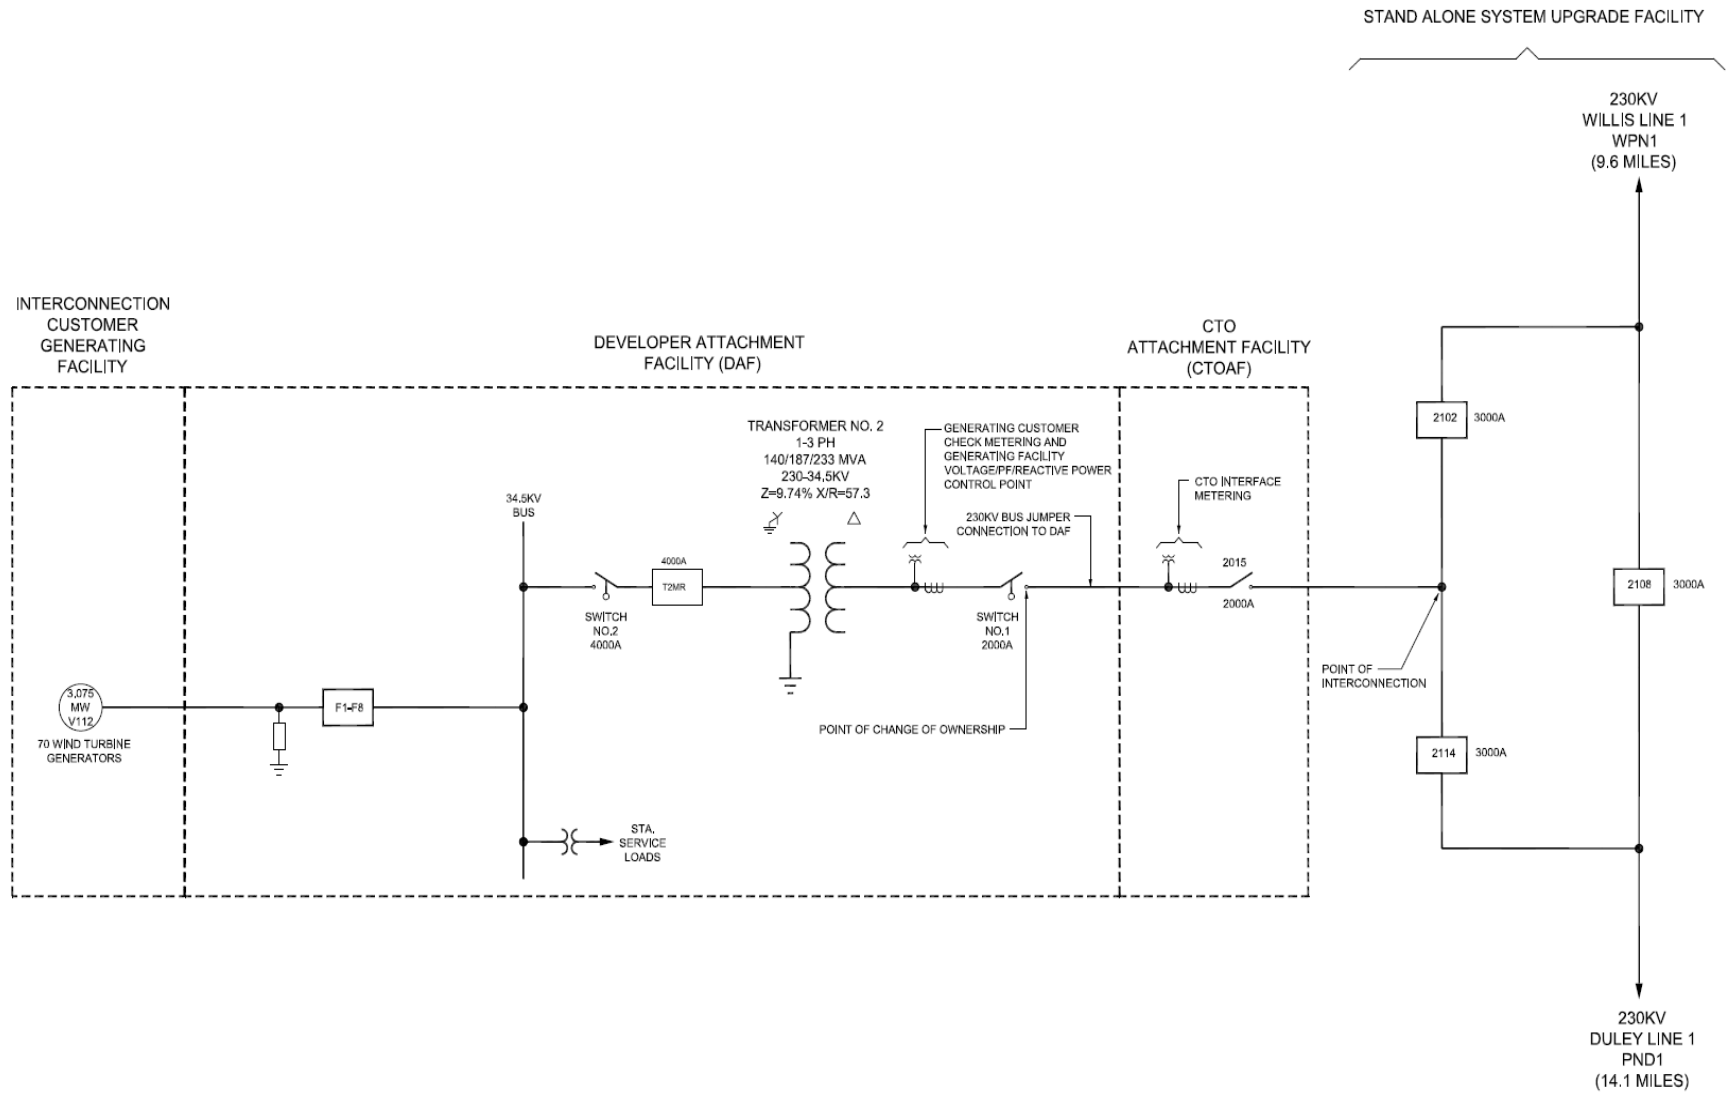 STAND ALONE SYSTEM UPGRADE FACILITY
230KV
WILLIS LINE 1
WPN1
(9.6 MILES)
INTERCONNECTION
CUSTOMER
GENERATING
FACILITY
DEVELOPER ATTACHMENT
FACILITY (DAF)
CTO
ATTACHMENT FACILITY
(CTOAF)
TRANSFORMER NO. 2
1-3 PH
140/187/233 MVA
230-34.5KV
Z=9.74% X/R=57.3
GENERATING CUSTOMER
CHECK METERING AND
GENERATING FACILITY
VOLTAGE/PF/REACTIVE POWER
CONTROL POINT
CTO INTERFACE
METERING
2102
3000A
34.5KV
BUS
230KV BUS JUMPER
CONNECTION TO DAF
4000A
T2MR
SWITCH
NO.2
4000A
SWITCH
NO.1
2000A
2015
2000A
2108
3000A
POINT OF
INTERCONNECTION
3.075
MW
V112
70 WIND TURBINE
GENERATORS
F1-F8
POINT OF CHANGE OF OWNERSHIP
2114
3000A
STA.
SERVICE
LOADS
230KV
DULEY LINE 1
PND1
(14.1 MILES)